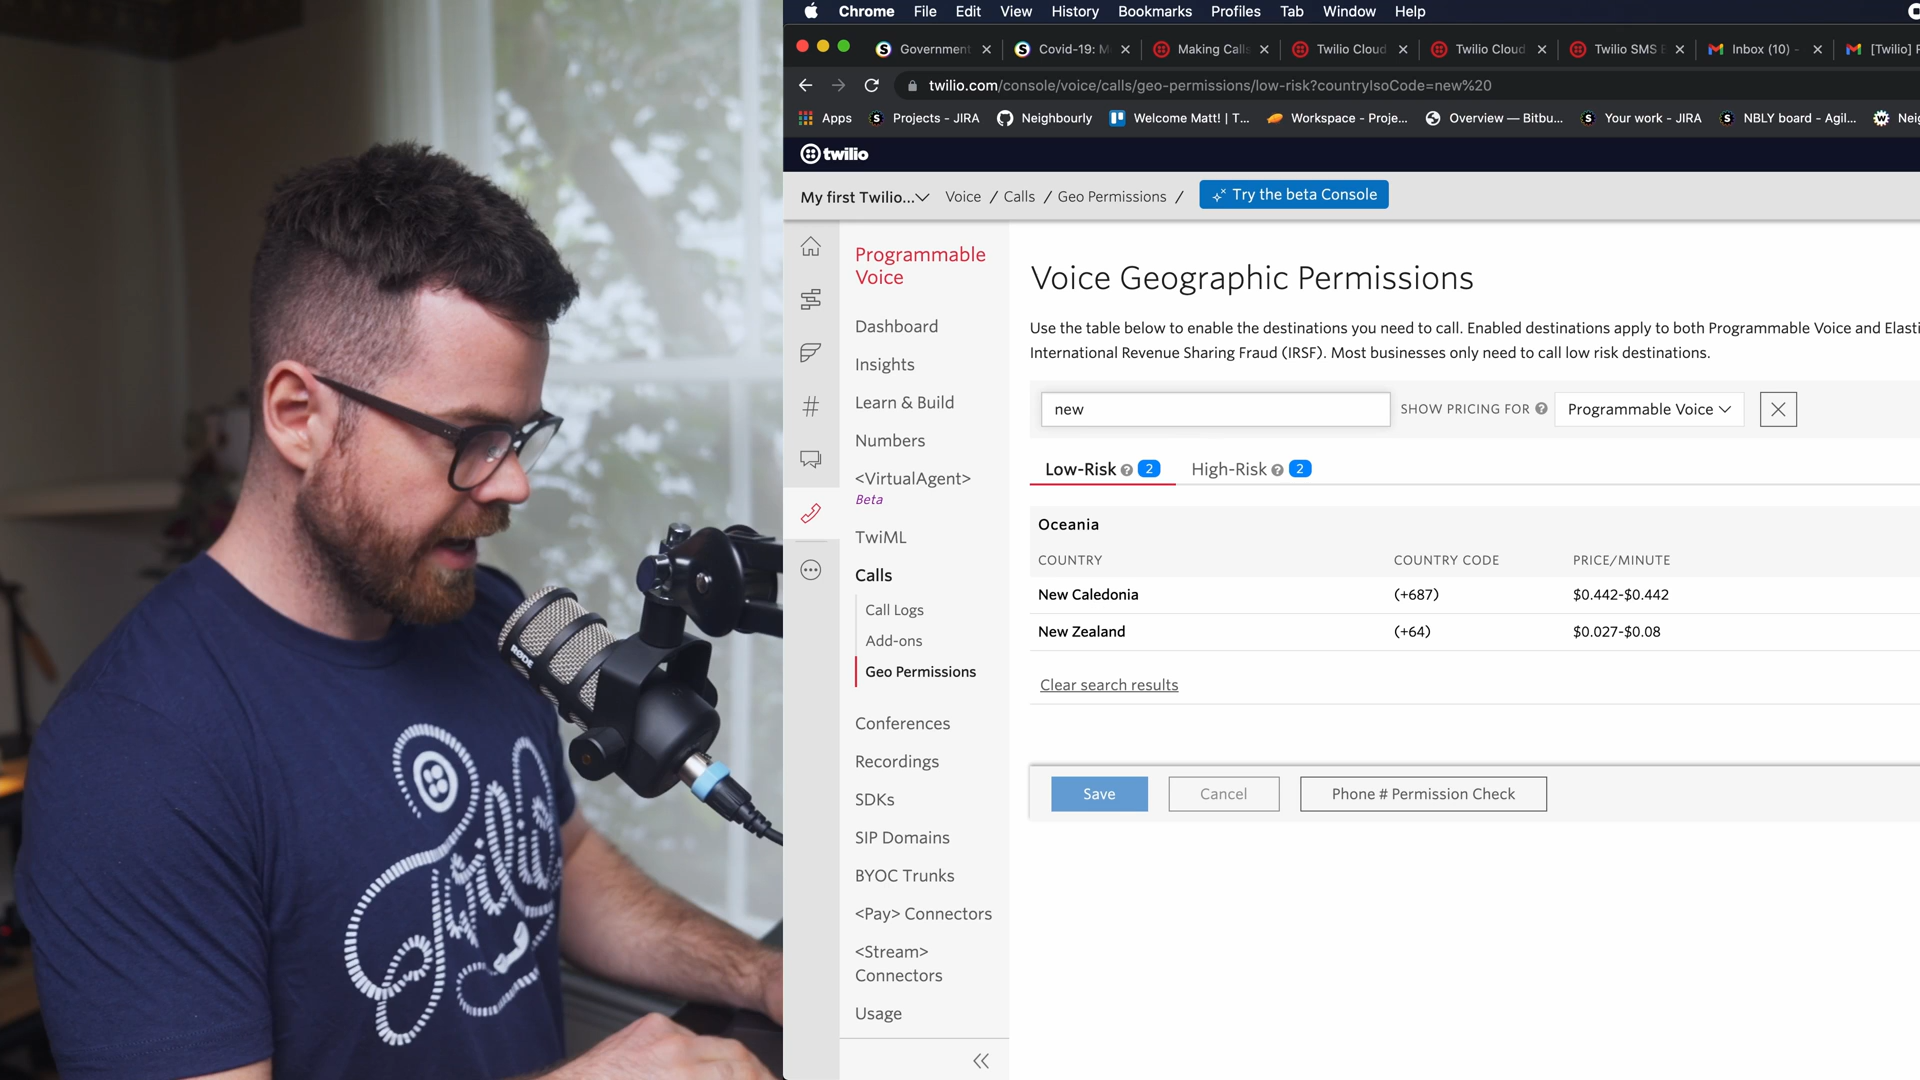 Chrome File Edit View History Bookmarks Profiles Tab Window Help
Government Covid-19: M Making Calls Twilio Cloud Twilio Cloud Twilio SMS Inbox (10) - [Twilio]
twilio.com/console/voice/calls/geo-permissions/low-risk?countryIsoCode=new%20
Apps Projects - JIRA Neighbourly Welcome Matt! | T... Workspace - Proje... Overview — Bitbu... Your work - JIRA NBLY board - Agil...
twilio
My first Twilio... Voice / Calls / Geo Permissions / Try the beta Console
Programmable
Voice
Dashboard
Insights
Learn & Build
Numbers
<VirtualAgent>
Beta
TwiML
Calls
Call Logs
Add-ons
Geo Permissions
Conferences
Recordings
SDKs
SIP Domains
BYOC Trunks
<Pay> Connectors
<Stream>
Connectors
Usage
Voice Geographic Permissions
Use the table below to enable the destinations you need to call. Enabled destinations apply to both Programmable Voice and Elasti
International Revenue Sharing Fraud (IRSF). Most businesses only need to call low risk destinations.
new SHOW PRICING FOR Programmable Voice
Low-Risk 2 High-Risk 2
Oceania
COUNTRY COUNTRY CODE PRICE/MINUTE
New Caledonia (+687) $0.442-$0.442
New Zealand (+64) $0.027-$0.08
Clear search results
Save Cancel Phone # Permission Check
RØDE